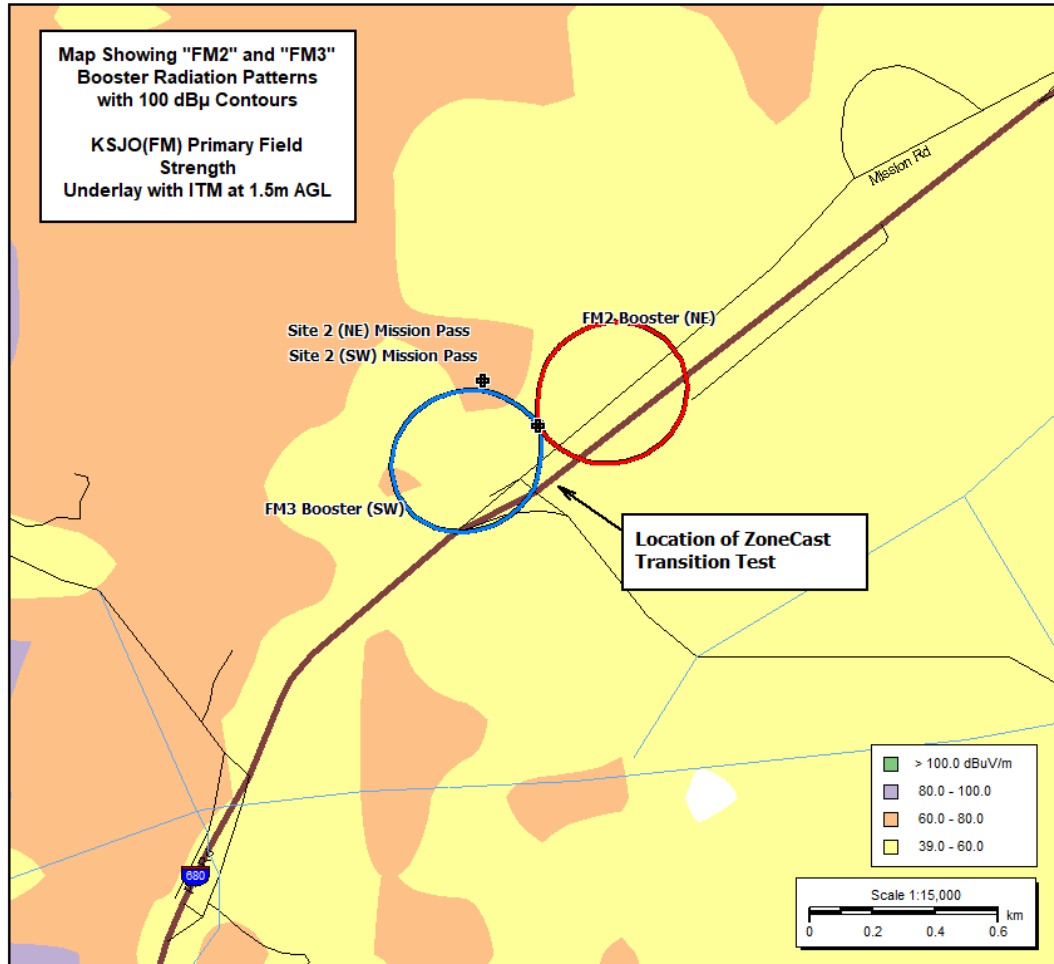 Map Showing "FM2" and "FM3"
Booster Radiation Patterns
with 100 dBµ Contours
KSJO(FM) Primary Field
Strength
Underlay with ITM at 1.5m AGL
Mission Rd
FM2 Booster (NE)
Site 2 (NE) Mission Pass
Site 2 (SW) Mission Pass
FM3 Booster (SW)
Location of ZoneCast
Transition Test
> 100.0 dBuV/m
80.0 - 100.0
60.0 - 80.0
39.0 - 60.0
680
Scale 1:15,000
km
0 0.2 0.4 0.6